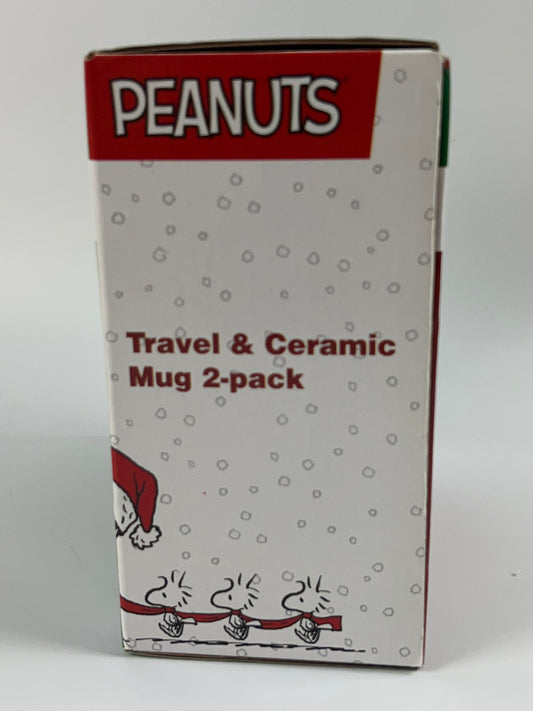 PEANUTS
Travel & Ceramic
Mug 2-pack